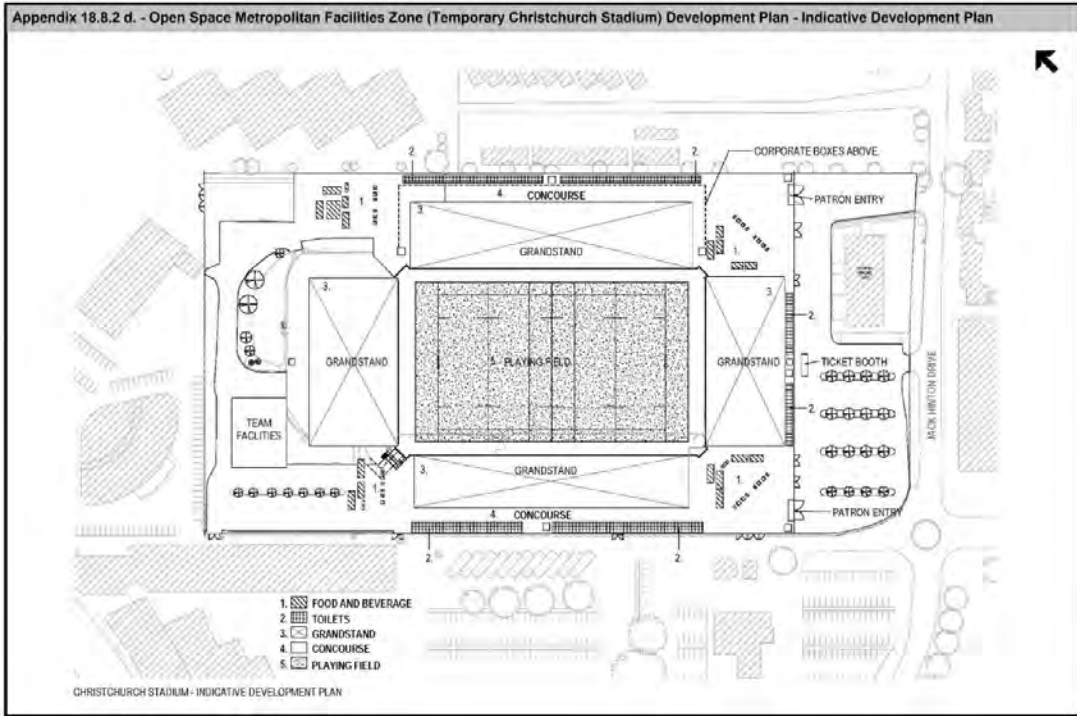 Appendix 18.8.2 d. - Open Space Metropolitan Facilities Zone (Temporary Christchurch Stadium) Development Plan - Indicative Development Plan
2.
2.
CORPORATE BOXES ABOVE
4. CONCOURSE
1.
PATRON ENTRY
3.
GRANDSTAND
1.
3.
3.
2.
GRANDSTAND
5. PLAYING FIELD
GRANDSTAND
TICKET BOOTH
JACK HINTON DRIVE
TEAM
FACILITIES
2.
3.
GRANDSTAND
1.
1.
4. CONCOURSE
PATRON ENTRY
2.
2.
1. FOOD AND BEVERAGE
2. TOILETS
3. GRANDSTAND
4. CONCOURSE
5. PLAYING FIELD
CHRISTCHURCH STADIUM - INDICATIVE DEVELOPMENT PLAN